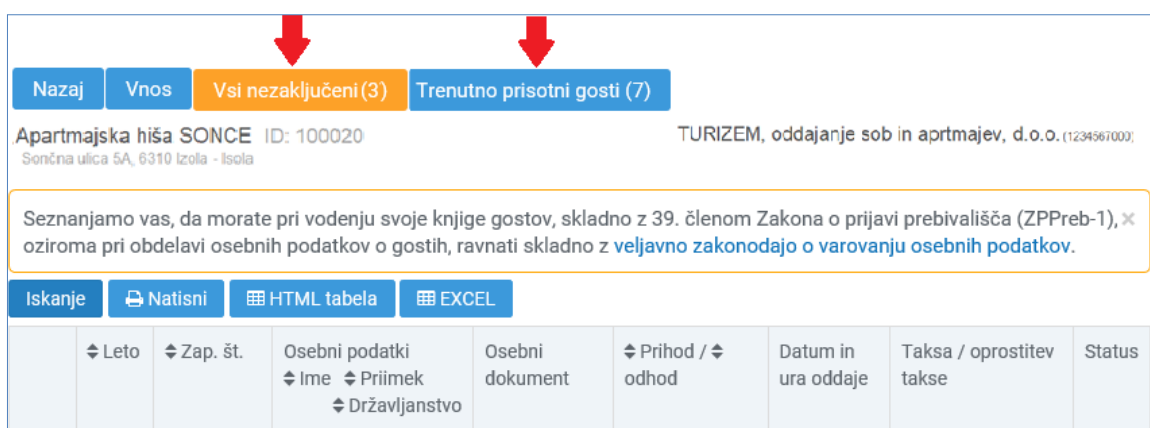 Nazaj Vnos Vsi nezaključeni (3) Trenutno prisotni gosti (7)
Apartmajska hiša SONCE ID: 100020 TURIZEM, oddajanje sob in aprtmajev, d.o.o. (1234567000)
Sončna ulica 5A, 6310 Izola - Isola
Seznanjamo vas, da morate pri vodenju svoje knjige gostov, skladno z 39. členom Zakona o prijavi prebivališča (ZPPreb-1), ×
oziroma pri obdelavi osebnih podatkov o gostih, ravnati skladno z veljavno zakonodajo o varovanju osebnih podatkov.
Iskanje Natisni HTML tabela EXCEL
Leto Zap. št. Osebni podatki Osebni Prihod / Datum in Taksa / oprostitev Status
Ime Priimek dokument odhod ura oddaje takse
Državljanstvo